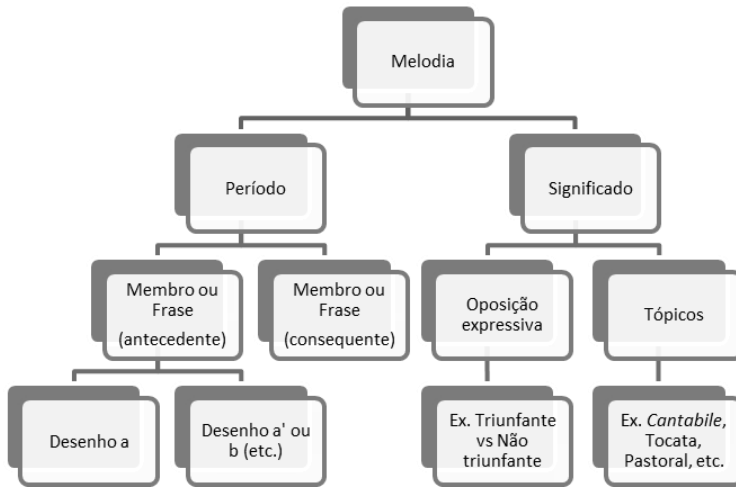 Melodia
Período
Significado
Membro ou
Frase
(antecedente)
Membro ou
Frase
(consequente)
Oposição
expressiva
Tópicos
Desenho a
Desenho a' ou
b (etc.)
Ex. Triunfante
vs Não
triunfante
Ex. Cantabile,
Tocata,
Pastoral, etc.